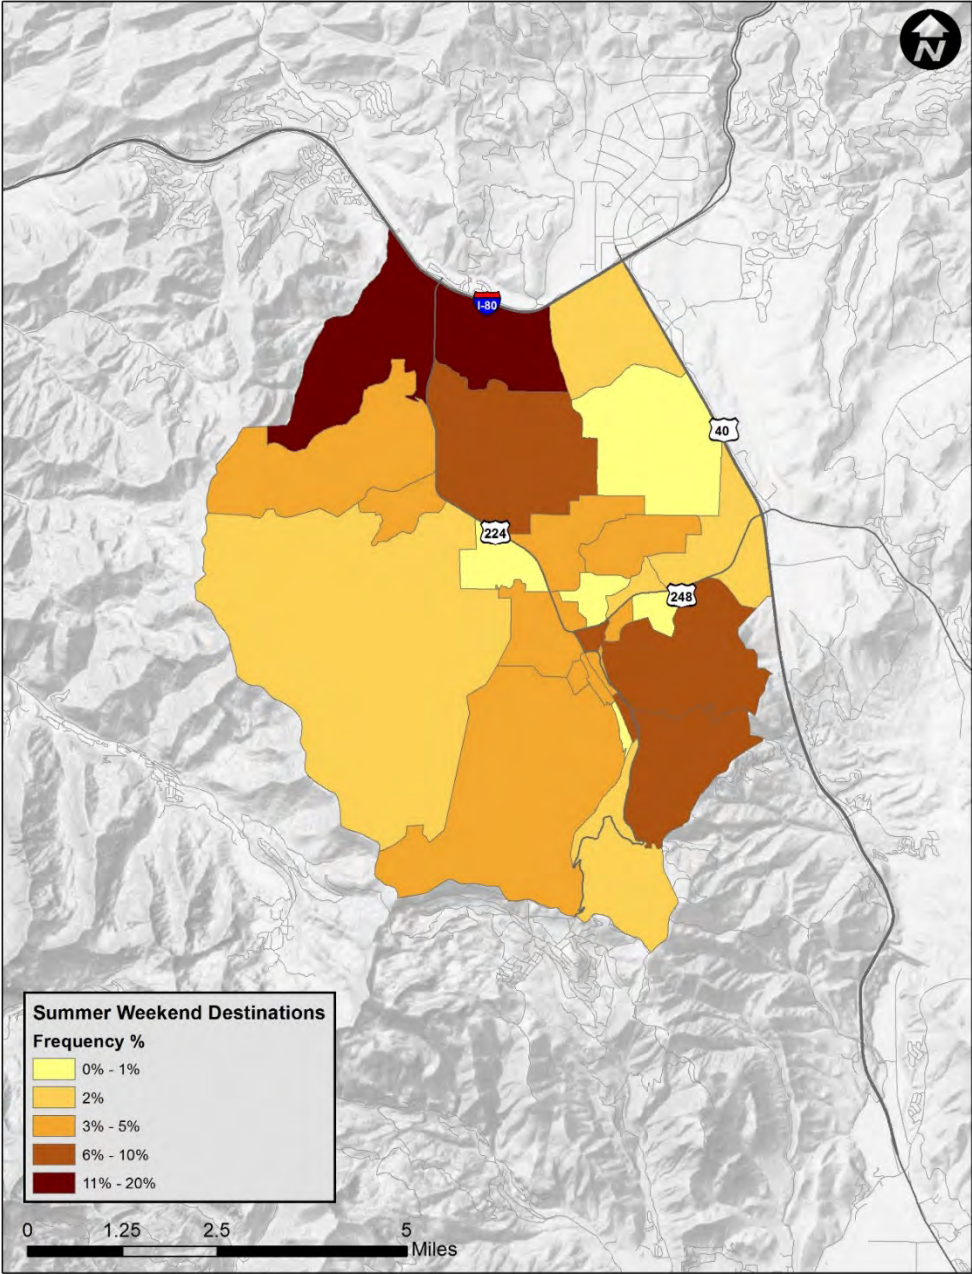 N
I-80
40
224
248
Summer Weekend Destinations
Frequency %
0% - 1%
2%
3% - 5%
6% - 10%
11% - 20%
0 1.25 2.5 5
Miles